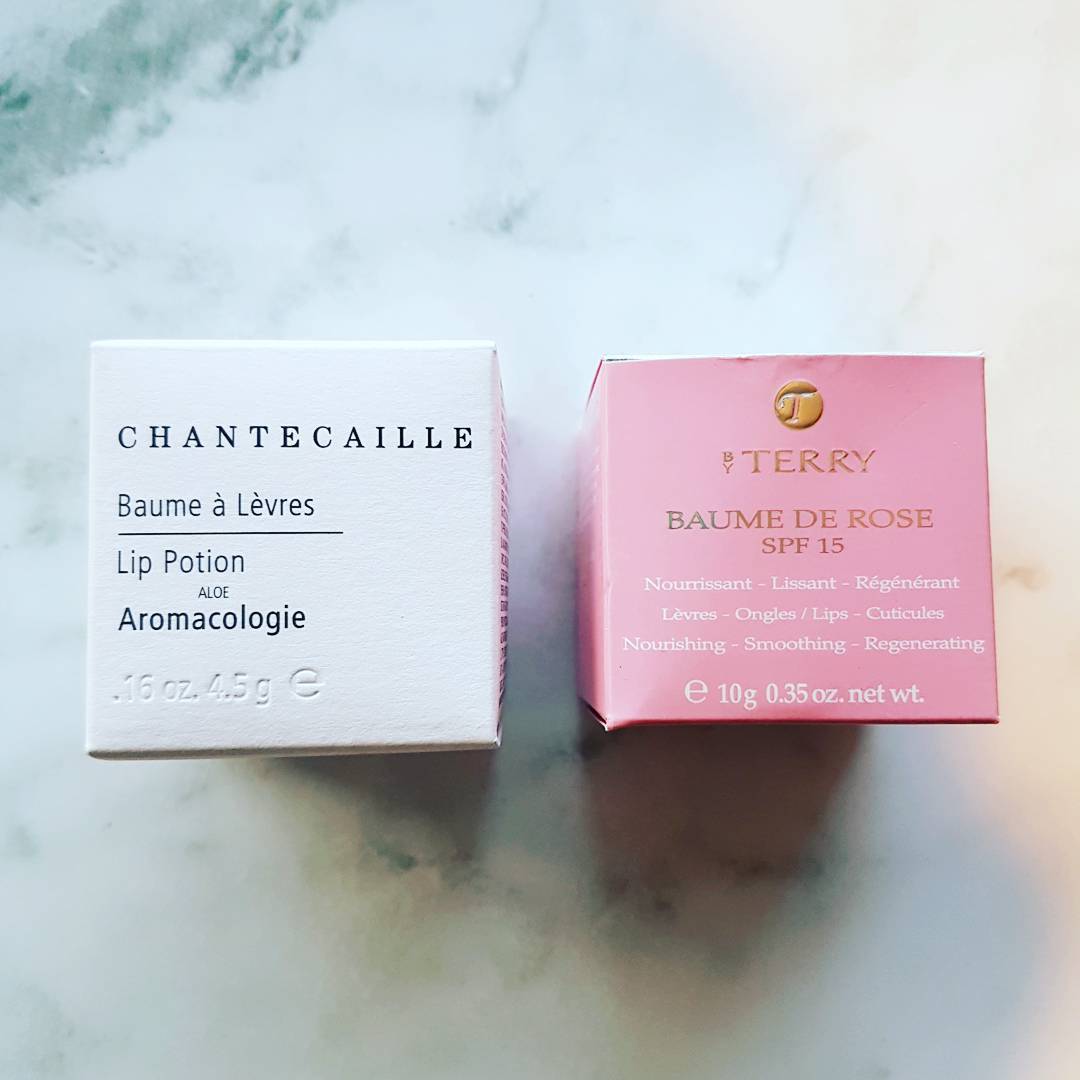 CHANTECAILLE
Baume à Lèvres
Lip Potion
ALOE
Aromacologie
.16 oz. 4.5 g ℮
T
BY TERRY
BAUME DE ROSE
SPF 15
Nourrissant - Lissant - Régénérant
Lèvres - Ongles / Lips - Cuticules
Nourishing - Smoothing - Regenerating
℮ 10g 0.35 oz. net wt.